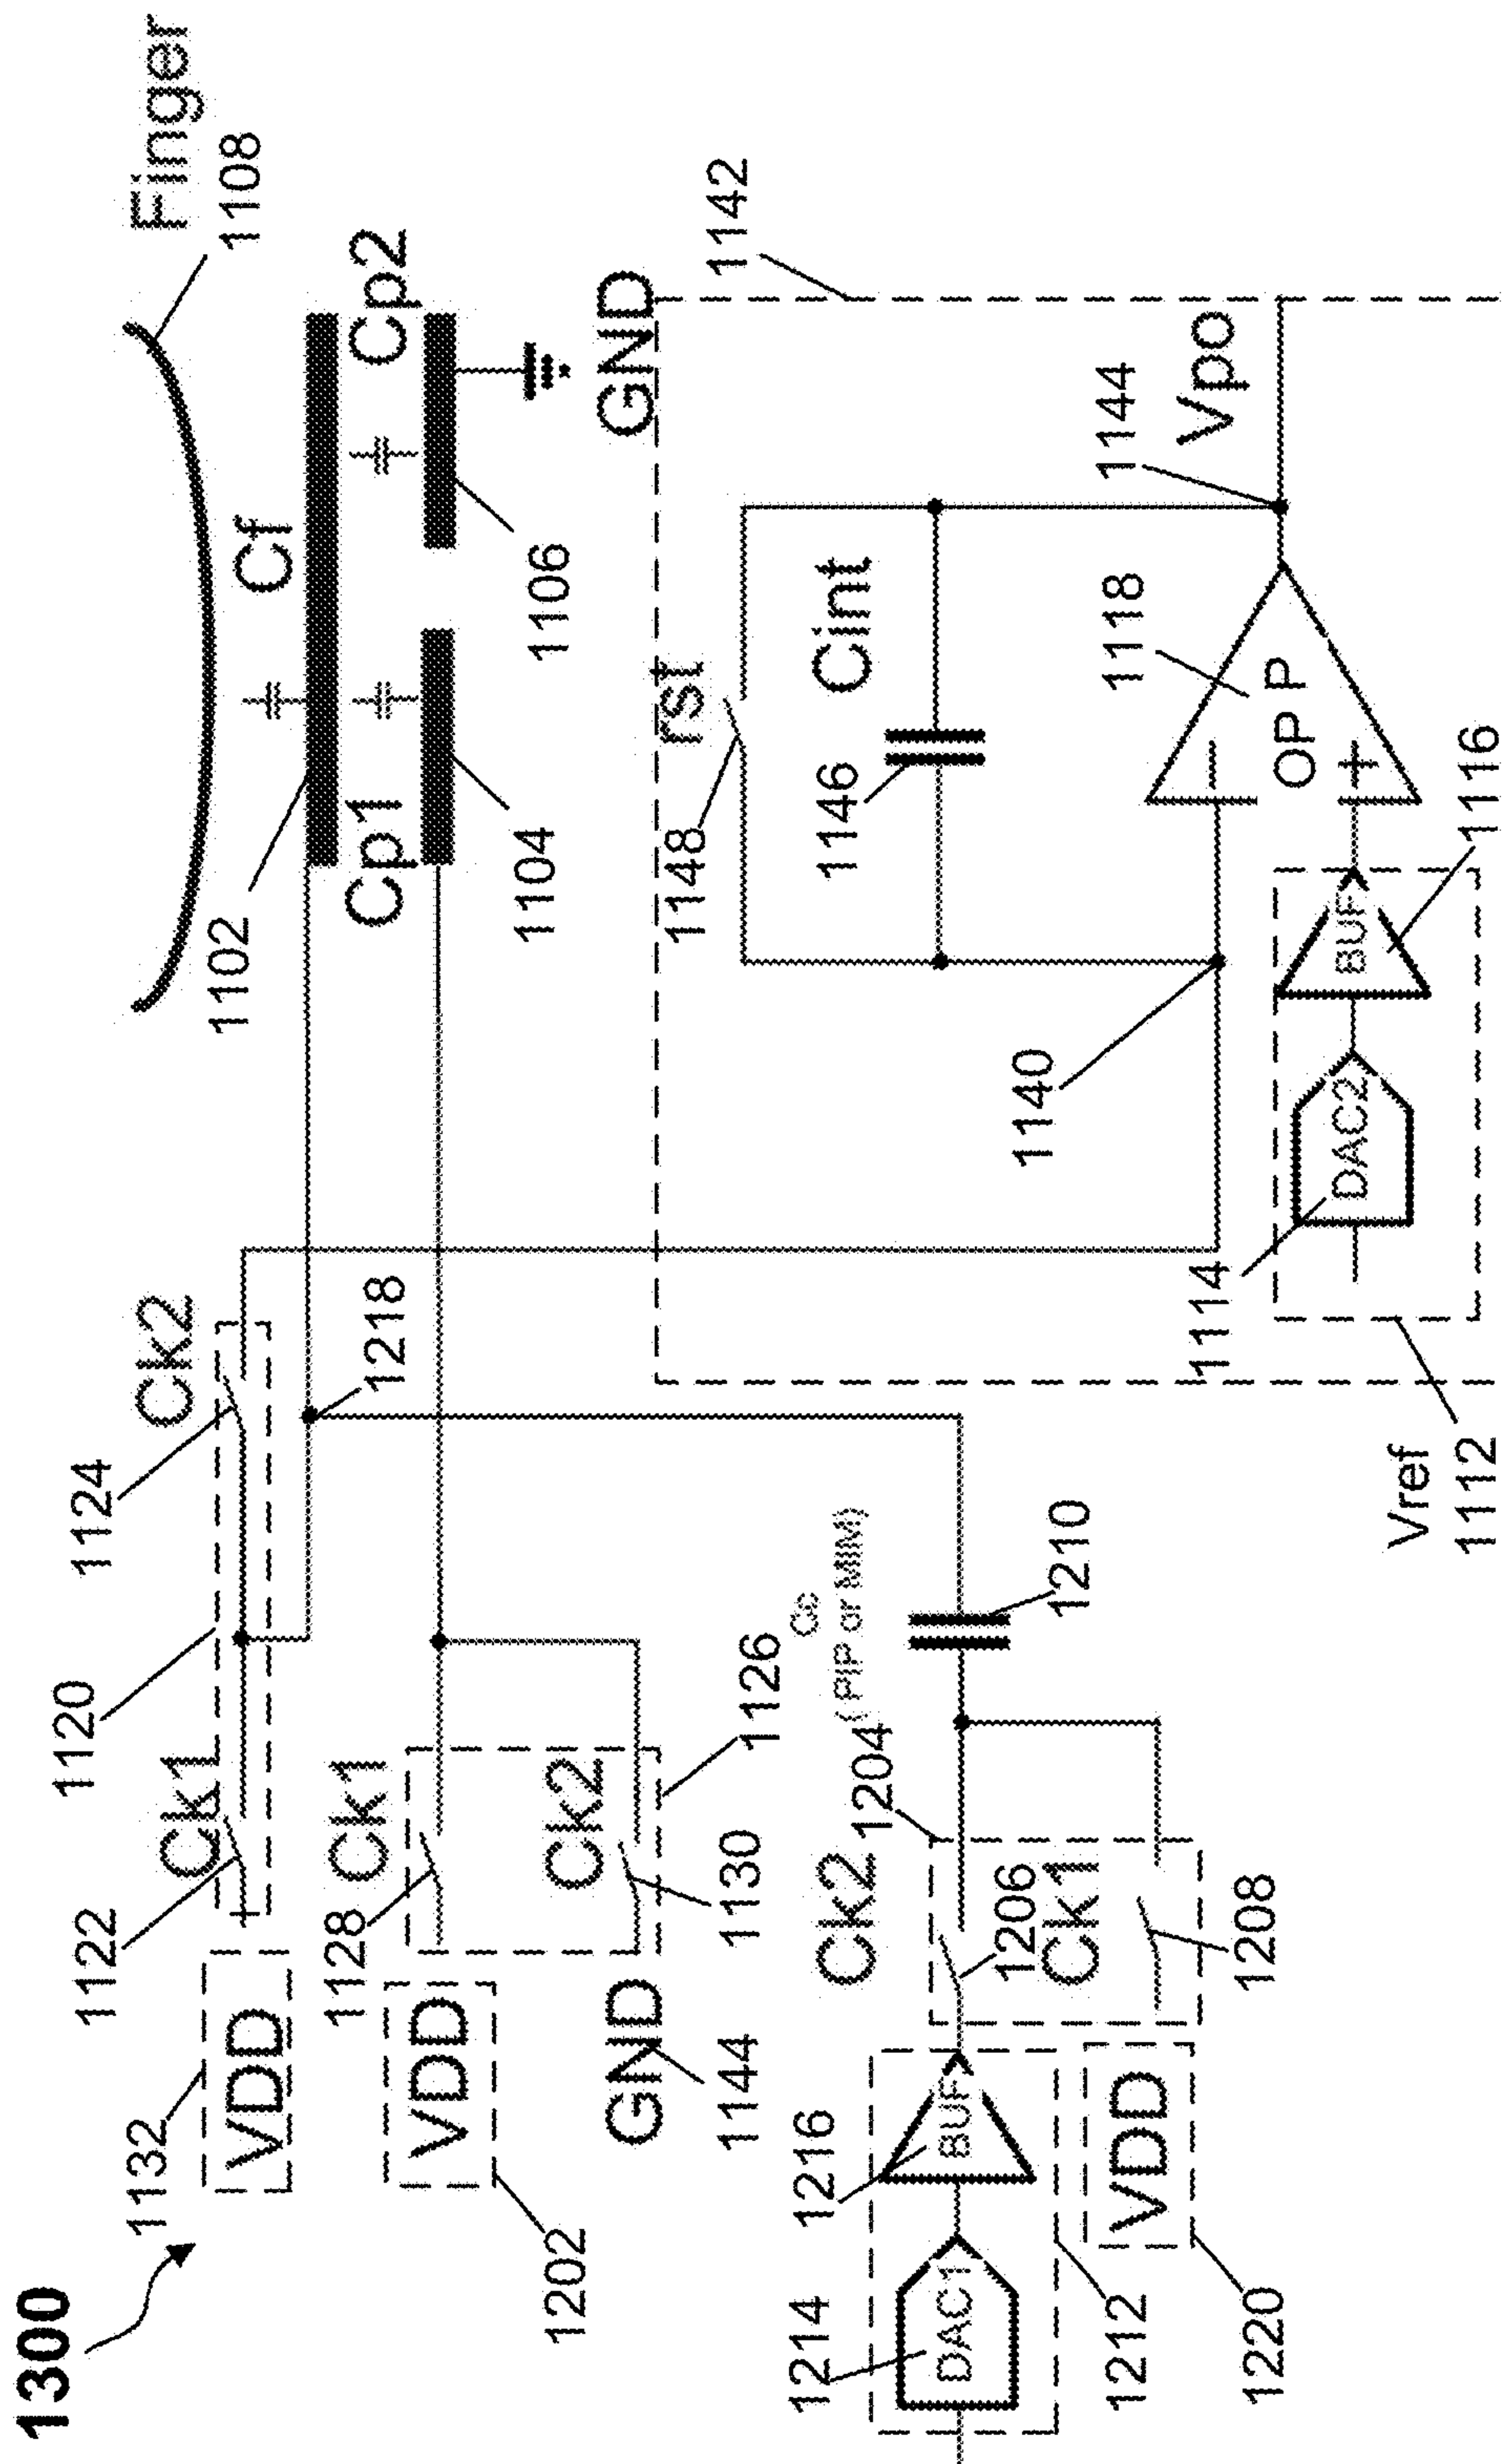 1300
Finger
1108
1132
VDD
1122
Ck1
1120
1124
Ck2
1218
1102
Cf
Cp1
Cp2
1104
1106
GND
1202
VDD
1128
Ck1
Ck2
1126
1130
GND
1144
1142
1214
DAC1
1216
BUF
1212
1220
VDD
Ck2
1204
1206
Ck1
1208
(PIP or MIM)
1210
rst
1148
1146
Cint
1140
1118
OP P
−
+
1144
Vpo
1114
DAC2
BUF
1116
Vref
1112